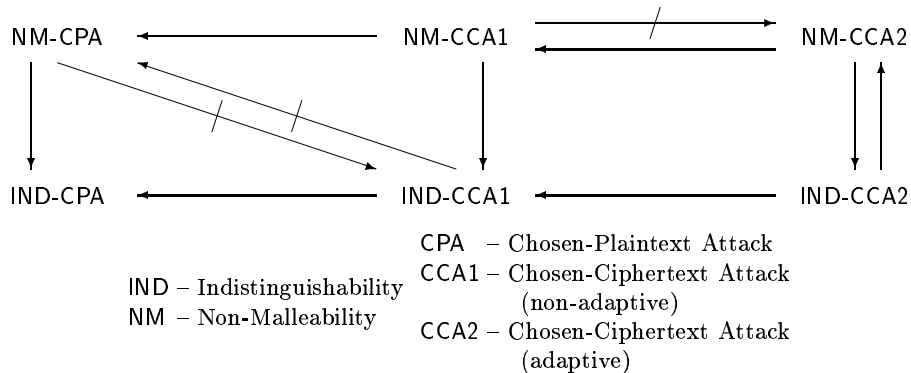 NM-CPA NM-CCA1 NM-CCA2
IND-CPA IND-CCA1 IND-CCA2
CPA – Chosen-Plaintext Attack
IND – Indistinguishability CCA1 – Chosen-Ciphertext Attack
(non-adaptive)
NM – Non-Malleability
CCA2 – Chosen-Ciphertext Attack
(adaptive)